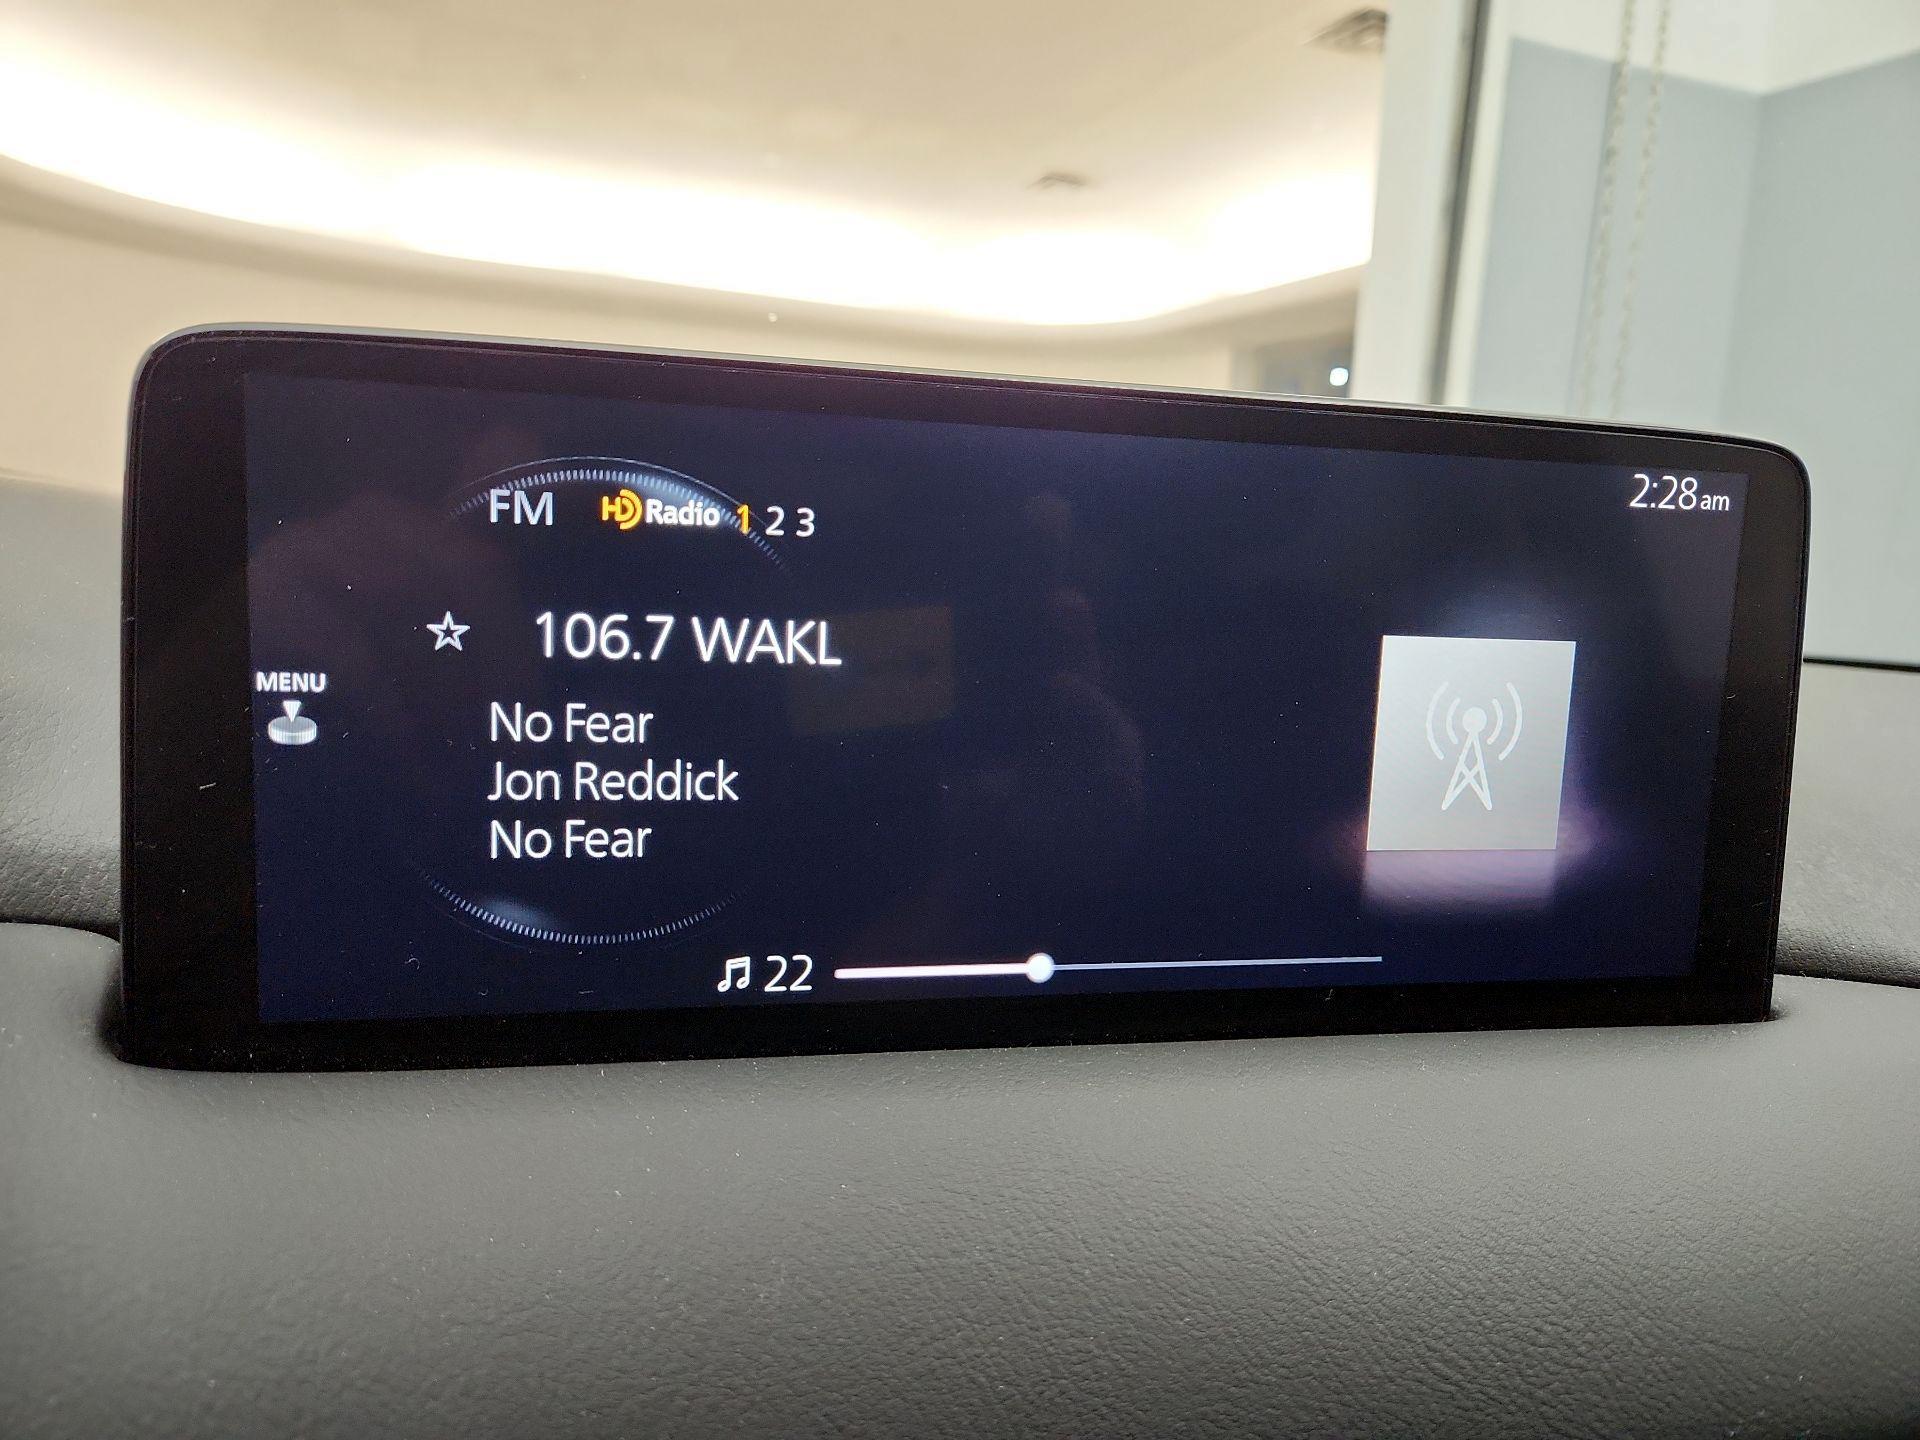 2:28am
FM HD Radio 1 2 3
106.7 WAKL
MENU
No Fear
Jon Reddick
No Fear
22